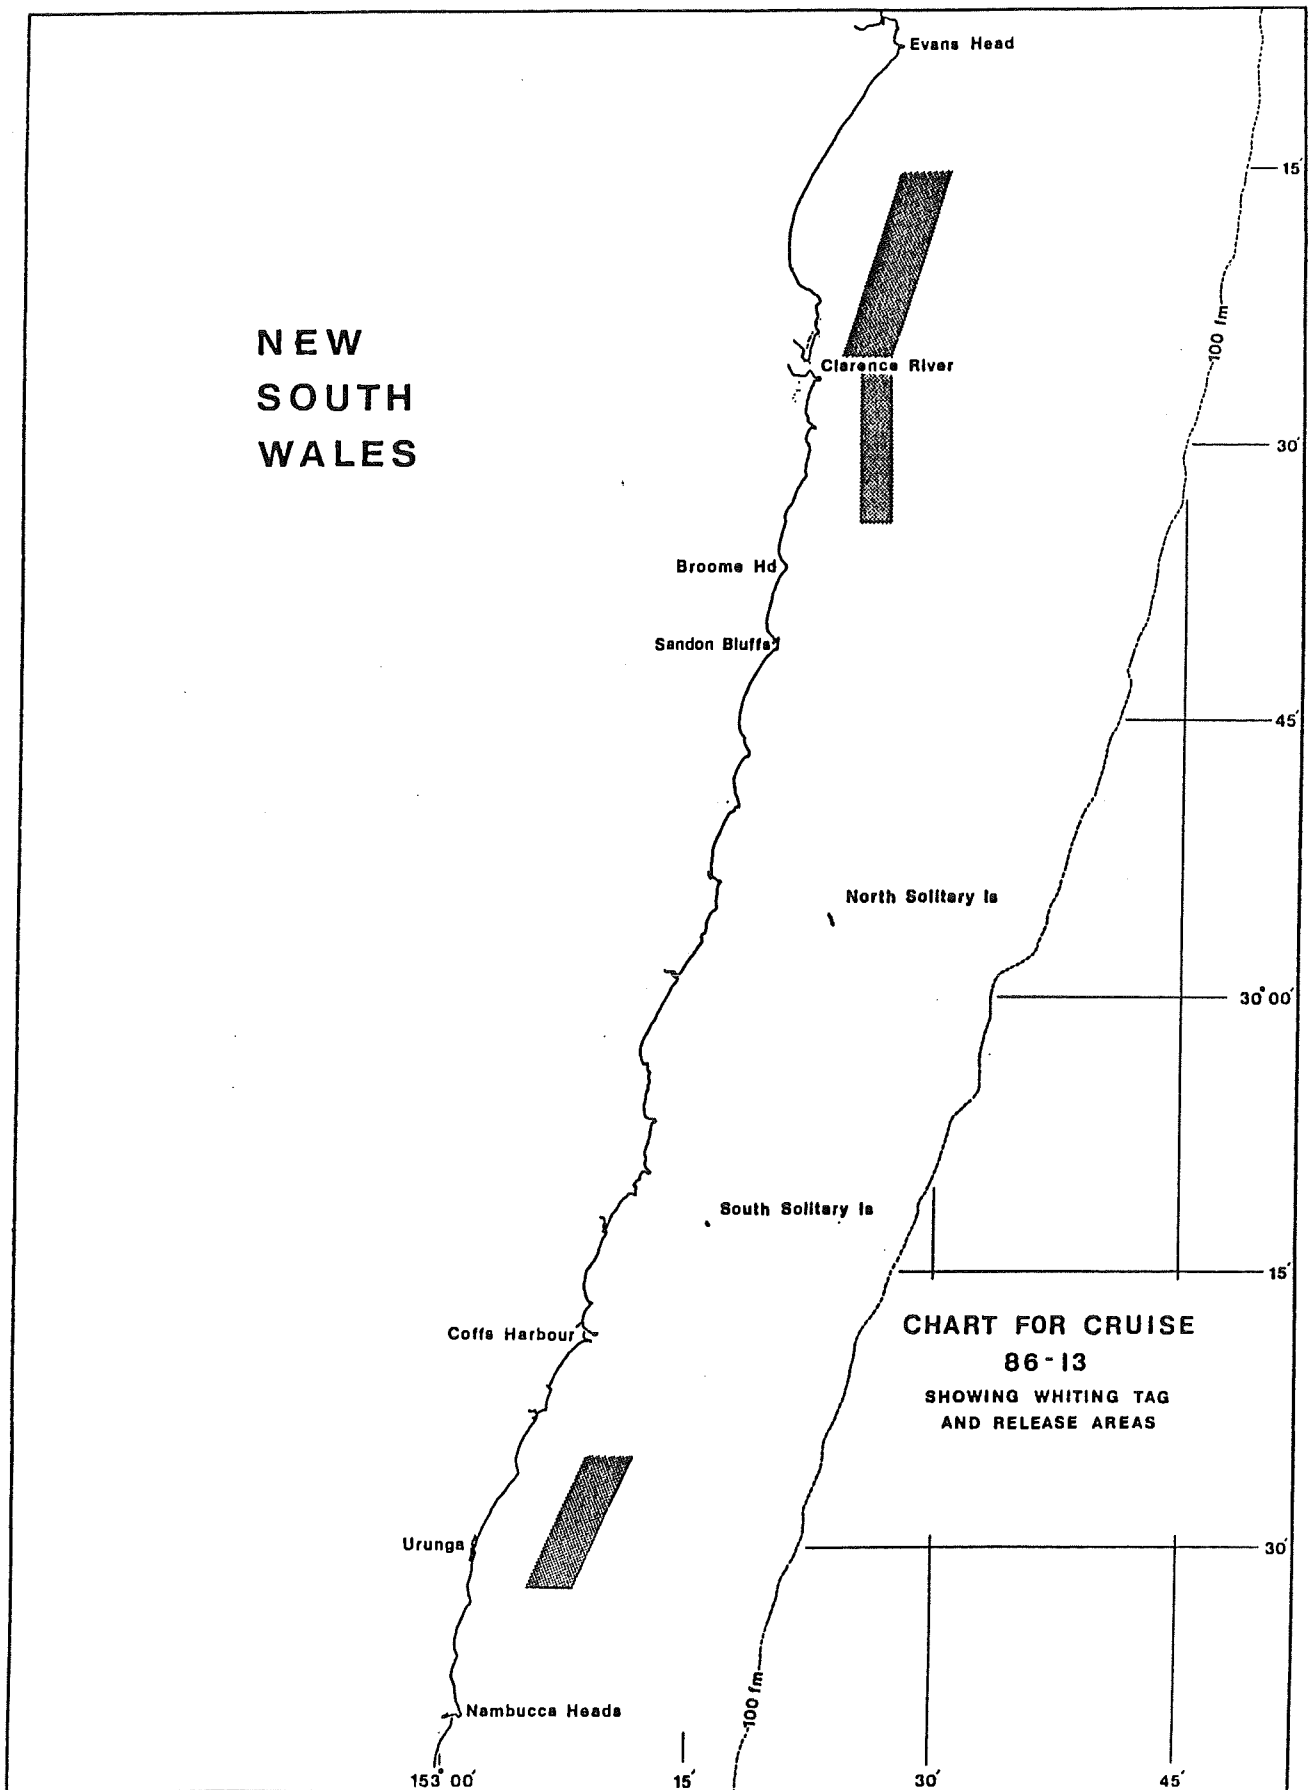 Evans Head
15′
100 fm
NEW
SOUTH
WALES
Clarence River
30′
Broome Hd
Sandon Bluffs
45′
North Solitary Is
30° 00′
South Solitary Is
15′
CHART FOR CRUISE
86-13
SHOWING WHITING TAG
AND RELEASE AREAS
Coffs Harbour
Urunga
30′
100 fm
Nambucca Heads
153° 00′
15′
30′
45′